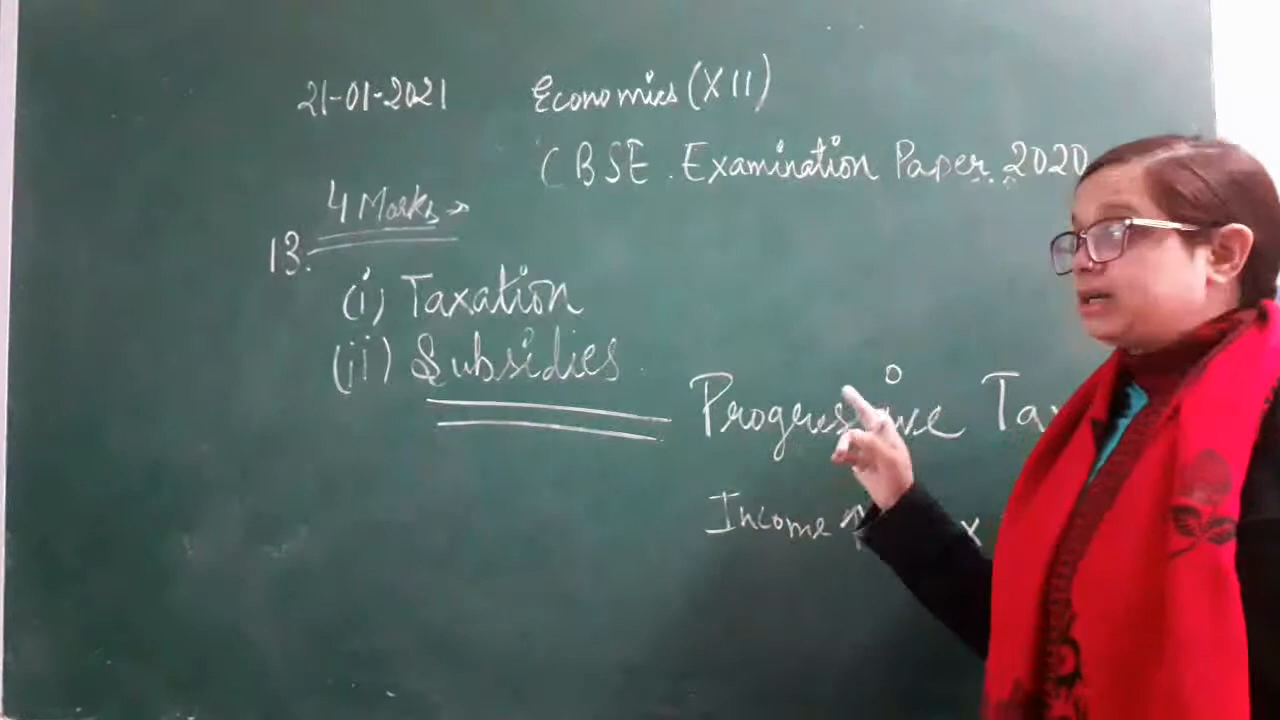 21-01-2021 Economics (XII)
CBSE. Examination Paper 2020
4 Marks →
13.
(i) Taxation
(ii) Subsidies
Progressive Tax
Income ↑ x